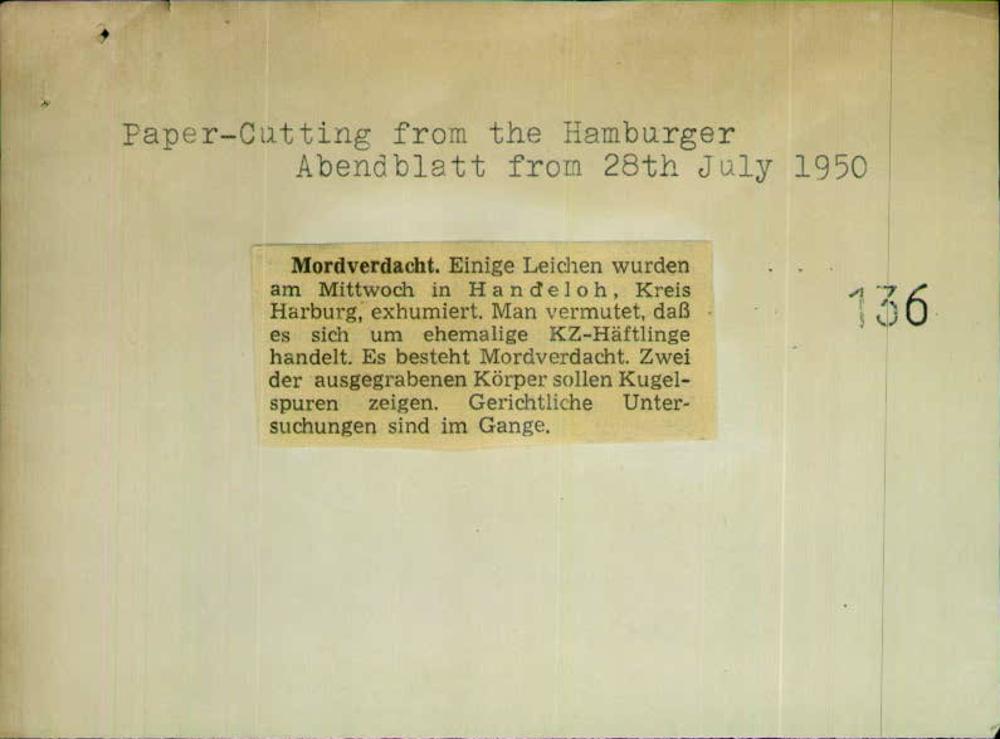 Paper-Cutting from the Hamburger
Abendblatt from 28th July 1950
Mordverdacht. Einige Leichen wurden
am Mittwoch in Handeloh, Kreis
Harburg, exhumiert. Man vermutet, daß
es sich um ehemalige KZ-Häftlinge
handelt. Es besteht Mordverdacht. Zwei
der ausgegrabenen Körper sollen Kugel-
spuren zeigen. Gerichtliche Unter-
suchungen sind im Gange.
136